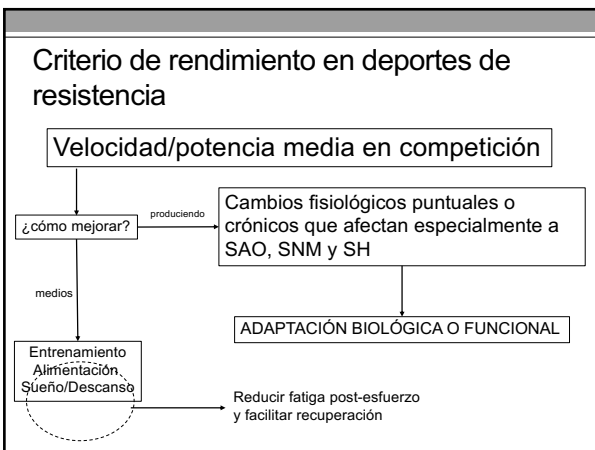 Criterio de rendimiento en deportes de
resistencia
Velocidad/potencia media en competición
¿cómo mejorar?
produciendo
Cambios fisiológicos puntuales o
crónicos que afectan especialmente a
SAO, SNM y SH
medios
ADAPTACIÓN BIOLÓGICA O FUNCIONAL
Entrenamiento
Alimentación
Sueño/Descanso
Reducir fatiga post-esfuerzo
y facilitar recuperación